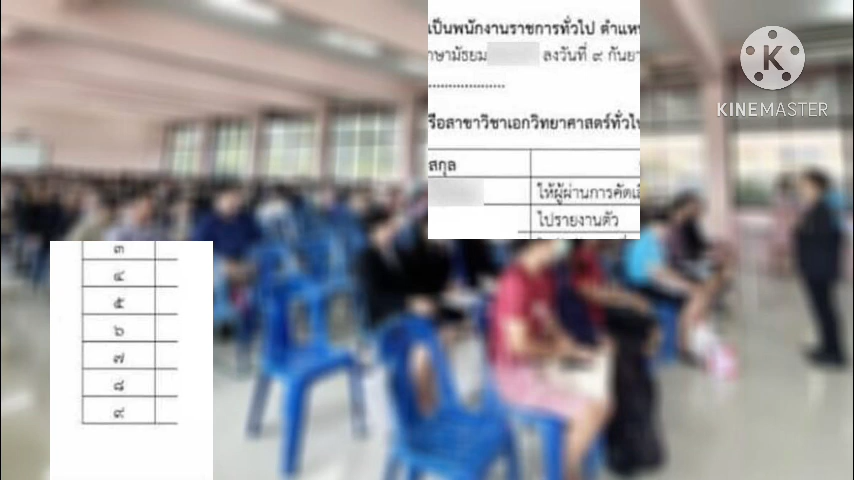 เป็นพนักงานราชการทั่วไป ตำแหน
าษามัธยม ลงวันที่ ๙ กันยา
....................
รือสาขาวิชาเอกวิทยาศาสตร์ทั่วไป
สกุล
ให้ผู้ผ่านการคัดเลื
ไปรายงานตัว
K
KINEMASTER
๓
๔
๕
๖
๗
๘
๙